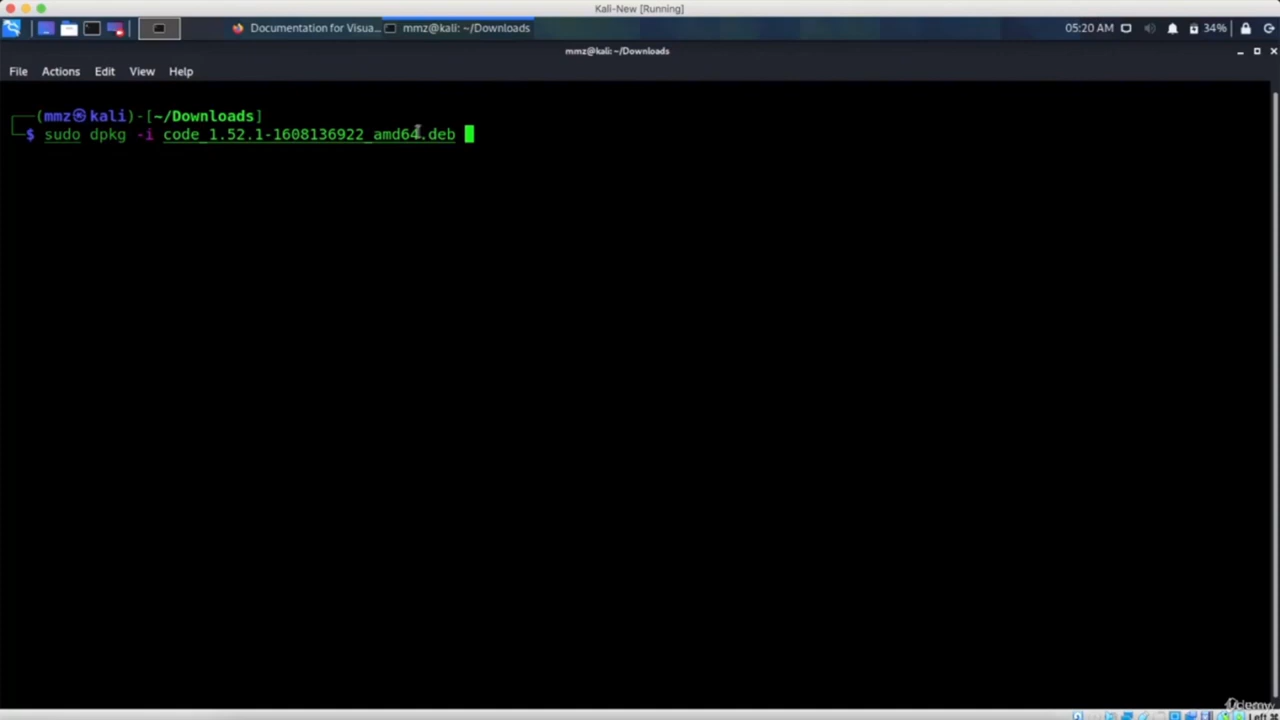 Kali-New [Running]
Documentation for Visua...
mmz@kali: ~/Downloads
05:20 AM
34%
mmz@kali: ~/Downloads
File Actions Edit View Help
(mmz㉿kali)-[~/Downloads]
$ sudo dpkg -i code_1.52.1-1608136922_amd64.deb
Udemy
Left ⌘